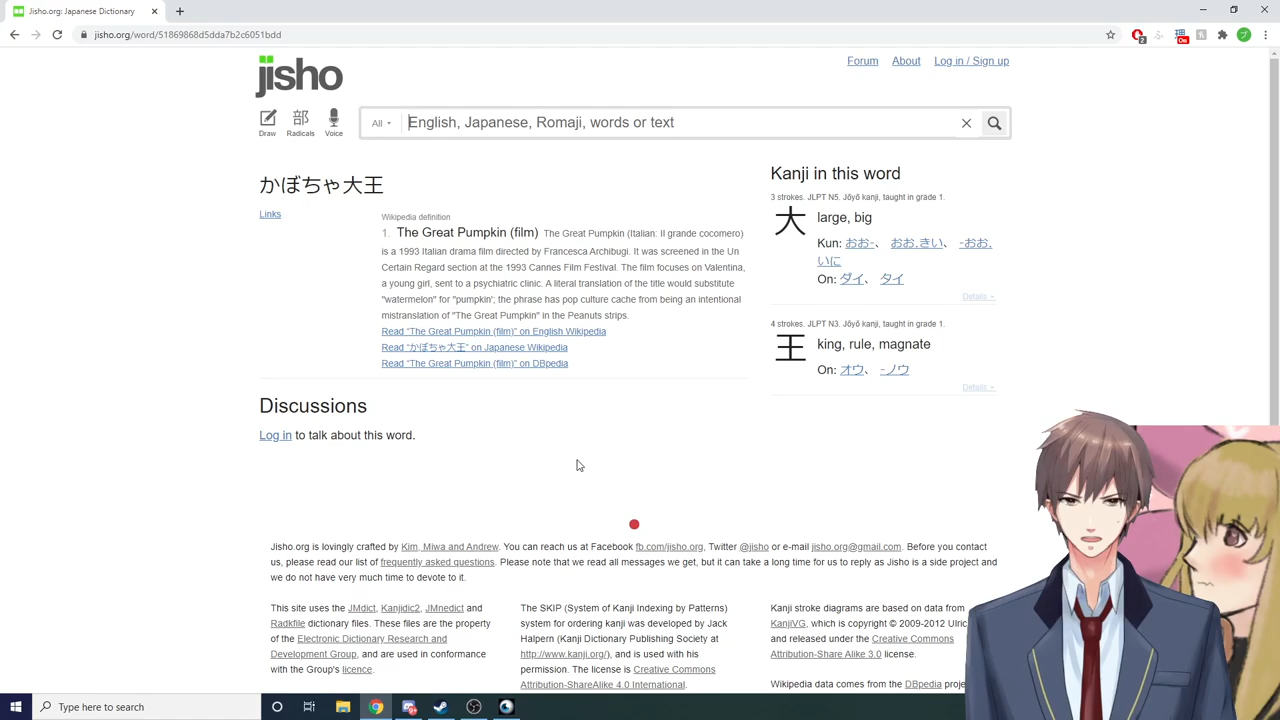 Jisho.org: Japanese Dictionary
jisho.org/word/51869868d5dda7b2c6051bdd
2
On
jisho
Forum About Log in / Sign up
Draw Radicals Voice
部
All English, Japanese, Romaji, words or text
かぼちゃ大王
Links
Wikipedia definition
1. The Great Pumpkin (film) The Great Pumpkin (Italian: Il grande cocomero)
is a 1993 Italian drama film directed by Francesca Archibugi. It was screened in the Un
Certain Regard section at the 1993 Cannes Film Festival. The film focuses on Valentina,
a young girl, sent to a psychiatric clinic. A literal translation of the title would substitute
"watermelon" for "pumpkin'; the phrase has pop culture cache from being an intentional
mistranslation of "The Great Pumpkin" in the Peanuts strips.
Read “The Great Pumpkin (film)” on English Wikipedia
Read “かぼちゃ大王” on Japanese Wikipedia
Read “The Great Pumpkin (film)” on DBpedia
Discussions
Log in to talk about this word.
Kanji in this word
3 strokes. JLPT N5. Jōyō kanji, taught in grade 1.
大 large, big
Kun: おお-、 おお.きい、 -おお.
いに
On: ダイ、 タイ
Details
4 strokes. JLPT N3. Jōyō kanji, taught in grade 1.
王 king, rule, magnate
On: オウ、 -ノウ
Details
Jisho.org is lovingly crafted by Kim, Miwa and Andrew. You can reach us at Facebook fb.com/jisho.org, Twitter @jisho or e-mail jisho.org@gmail.com. Before you contact
us, please read our list of frequently asked questions. Please note that we read all messages we get, but it can take a long time for us to reply as Jisho is a side project and
we do not have very much time to devote to it.
This site uses the JMdict, Kanjidic2, JMnedict and
Radkfile dictionary files. These files are the property
of the Electronic Dictionary Research and
Development Group, and are used in conformance
with the Group's licence.
The SKIP (System of Kanji Indexing by Patterns)
system for ordering kanji was developed by Jack
Halpern (Kanji Dictionary Publishing Society at
http://www.kanji.org/), and is used with his
permission. The license is Creative Commons
Attribution-ShareAlike 4.0 International.
Kanji stroke diagrams are based on data from
KanjiVG, which is copyright © 2009-2012 Ulric
and released under the Creative Commons
Attribution-Share Alike 3.0 license.
Wikipedia data comes from the DBpedia proje
Type here to search